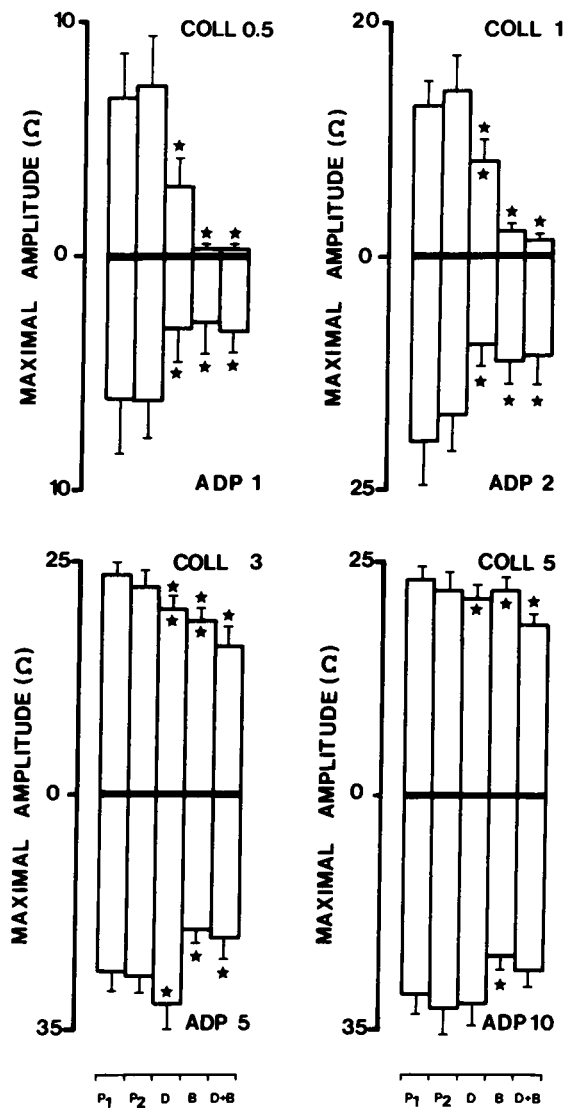 10
COLL 0.5
MAXIMAL AMPLITUDE (Ω)
0
10
ADP 1
20
COLL 1
MAXIMAL AMPLITUDE (Ω)
0
25
ADP 2
25
COLL 3
MAXIMAL AMPLITUDE (Ω)
0
35
ADP 5
25
COLL 5
MAXIMAL AMPLITUDE (Ω)
0
35
ADP 10
P1 P2 D B D+B
P1 P2 D B D+B